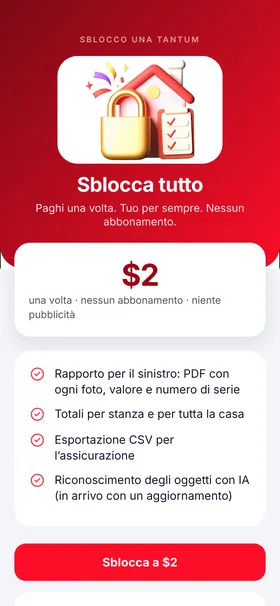 SBLOCCO UNA TANTUM
Sblocca tutto
Paghi una volta. Tuo per sempre. Nessun
abbonamento.
$2
una volta · nessun abbonamento · niente
pubblicità
Rapporto per il sinistro: PDF con
ogni foto, valore e numero di serie
Totali per stanza e per tutta la casa
Esportazione CSV per
l'assicurazione
Riconoscimento degli oggetti con IA
(in arrivo con un aggiornamento)
Sblocca a $2